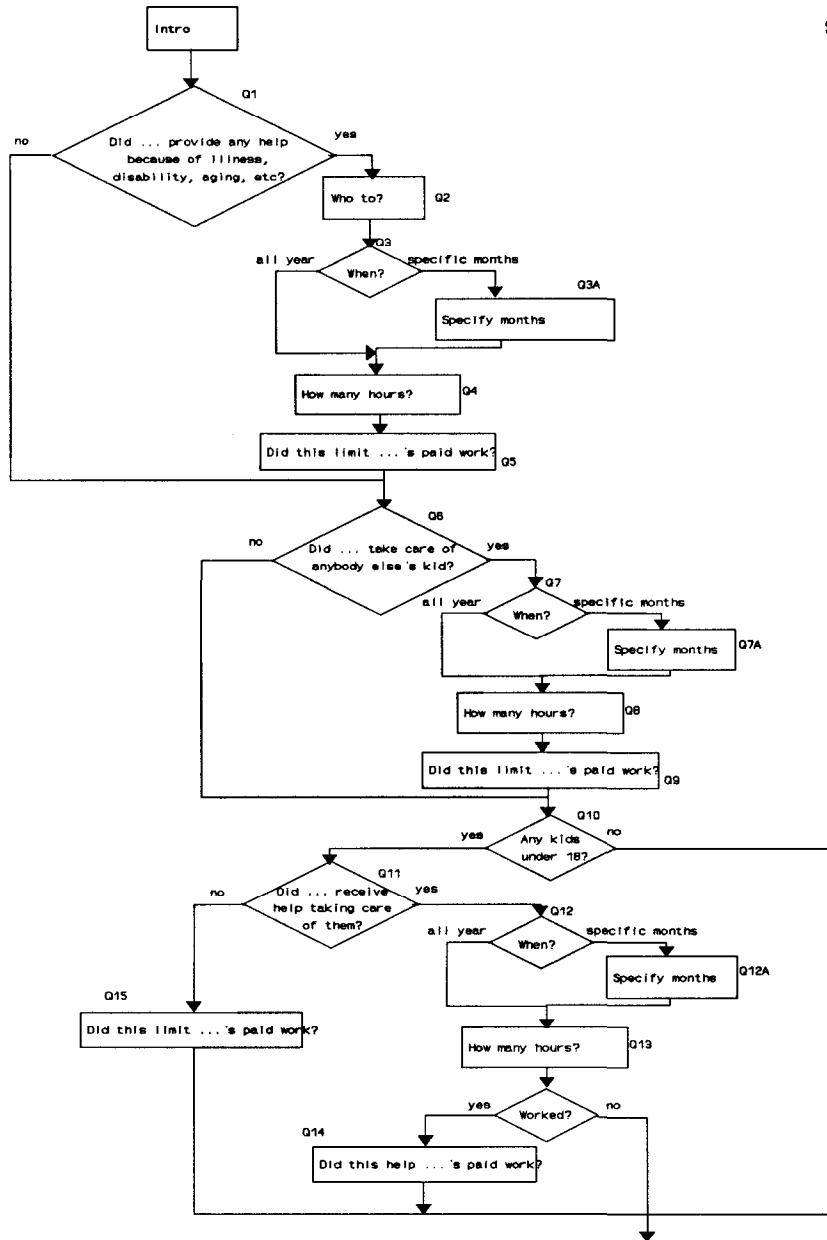 Intro
Q1
no
yes
Did ... provide any help
because of illness,
disability, aging, etc?
Who to?
Q2
Q3
all year
specific months
When?
Q3A
Specify months
How many hours?
Q4
Did this limit ...'s paid work?
Q5
Q6
no
yes
Did ... take care of
anybody else's kid?
Q7
all year
specific months
When?
Specify months
Q7A
How many hours?
Q8
Did this limit ...'s paid work?
Q9
Q10
yes
no
Any kids
under 18?
Q11
no
yes
Did ... receive
help taking care
of them?
Q12
all year
specific months
When?
Specify months
Q12A
Q15
Did this limit ...'s paid work?
How many hours?
Q13
yes
no
Worked?
Q14
Did this help ...'s paid work?